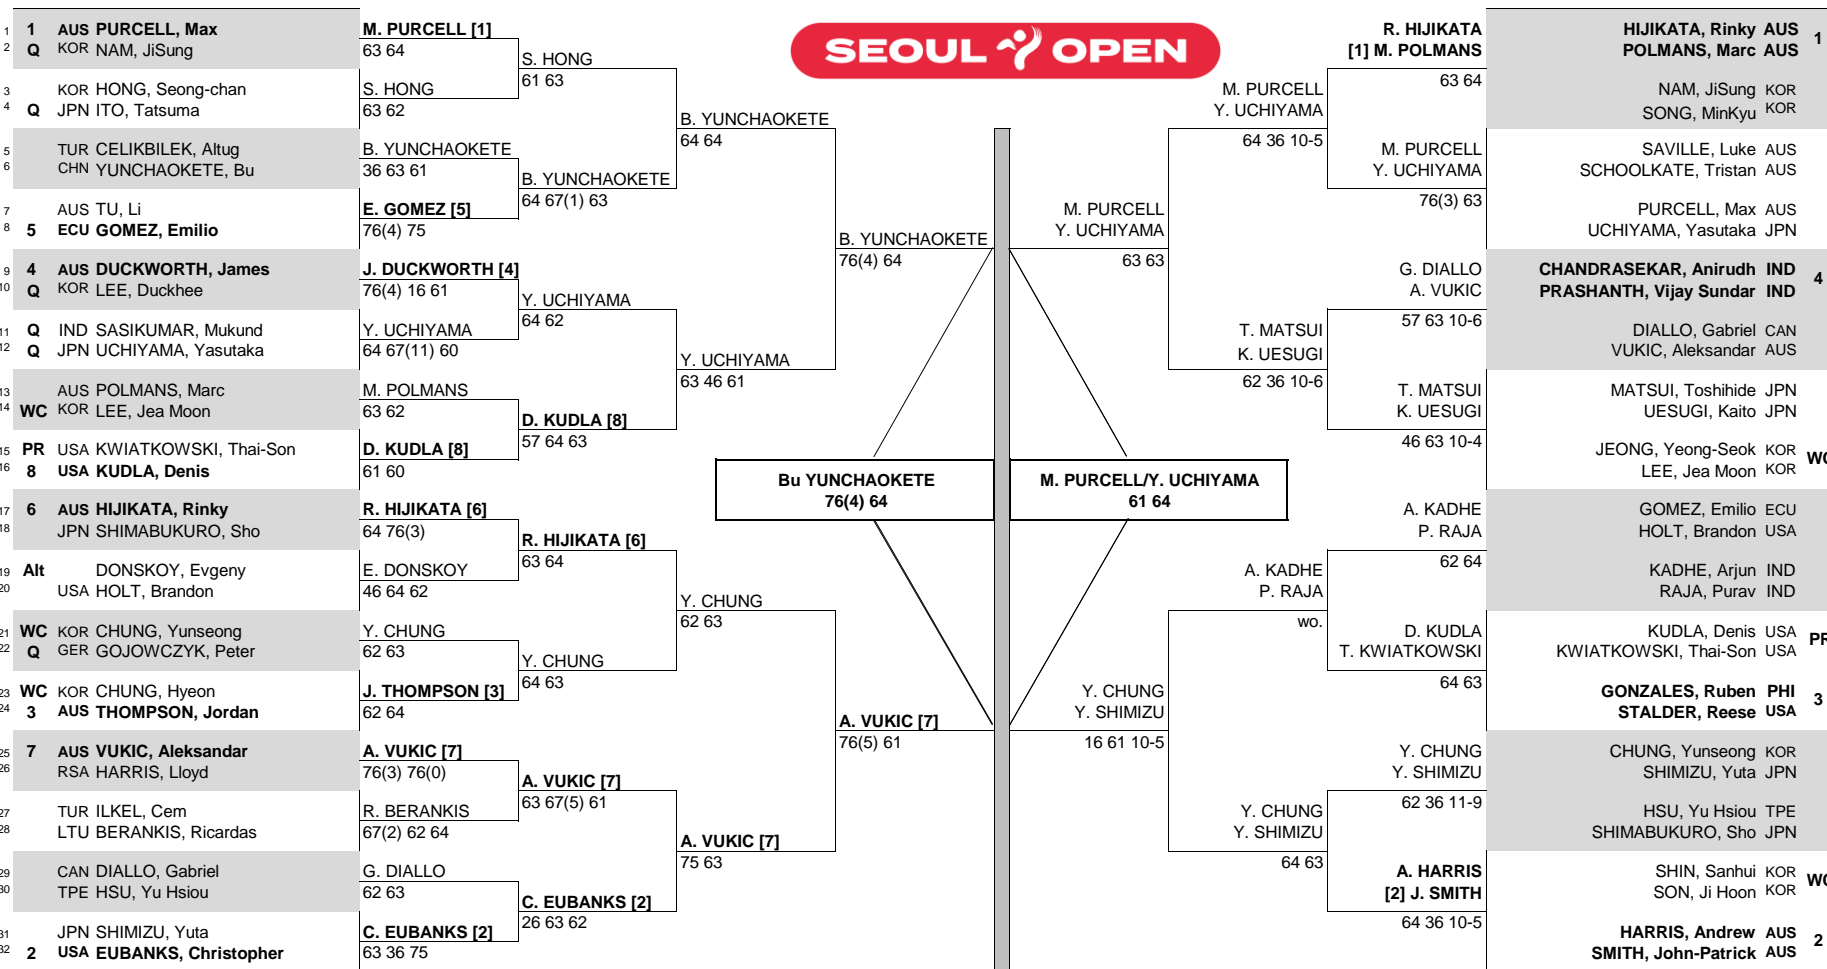 SEOUL OPEN
1 1 AUS PURCELL, Max
2 Q KOR NAM, JiSung
3 KOR HONG, Seong-chan
4 Q JPN ITO, Tatsuma
5 TUR CELIKBILEK, Altug
6 CHN YUNCHAOKETE, Bu
7 AUS TU, Li
8 5 ECU GOMEZ, Emilio
9 4 AUS DUCKWORTH, James
10 Q KOR LEE, Duckhee
11 Q IND SASIKUMAR, Mukund
12 Q JPN UCHIYAMA, Yasutaka
13 AUS POLMANS, Marc
14 WC KOR LEE, Jea Moon
15 PR USA KWIATKOWSKI, Thai-Son
16 8 USA KUDLA, Denis
17 6 AUS HIJIKATA, Rinky
18 JPN SHIMABUKURO, Sho
19 Alt DONSKOY, Evgeny
20 USA HOLT, Brandon
21 WC KOR CHUNG, Yunseong
22 Q GER GOJOWCZYK, Peter
23 WC KOR CHUNG, Hyeon
24 3 AUS THOMPSON, Jordan
25 7 AUS VUKIC, Aleksandar
26 RSA HARRIS, Lloyd
27 TUR ILKEL, Cem
28 LTU BERANKIS, Ricardas
29 CAN DIALLO, Gabriel
30 TPE HSU, Yu Hsiou
31 JPN SHIMIZU, Yuta
32 2 USA EUBANKS, Christopher
M. PURCELL [1]
63 64
S. HONG
63 62
B. YUNCHAOKETE
36 63 61
E. GOMEZ [5]
76(4) 75
J. DUCKWORTH [4]
76(4) 16 61
Y. UCHIYAMA
64 67(11) 60
M. POLMANS
63 62
D. KUDLA [8]
61 60
R. HIJIKATA [6]
64 76(3)
E. DONSKOY
46 64 62
Y. CHUNG
62 63
J. THOMPSON [3]
62 64
A. VUKIC [7]
76(3) 76(0)
R. BERANKIS
67(2) 62 64
G. DIALLO
62 63
C. EUBANKS [2]
63 36 75
S. HONG
61 63
B. YUNCHAOKETE
64 67(1) 63
Y. UCHIYAMA
64 62
D. KUDLA [8]
57 64 63
R. HIJIKATA [6]
63 64
Y. CHUNG
64 63
A. VUKIC [7]
63 67(5) 61
C. EUBANKS [2]
26 63 62
B. YUNCHAOKETE
64 64
Y. UCHIYAMA
63 46 61
Y. CHUNG
62 63
A. VUKIC [7]
75 63
B. YUNCHAOKETE
76(4) 64
A. VUKIC [7]
76(5) 61
Bu YUNCHAOKETE
76(4) 64
M. PURCELL/Y. UCHIYAMA
61 64
M. PURCELL
Y. UCHIYAMA
63 63
Y. CHUNG
Y. SHIMIZU
16 61 10-5
M. PURCELL
Y. UCHIYAMA
64 36 10-5
T. MATSUI
K. UESUGI
62 36 10-6
A. KADHE
P. RAJA
wo.
Y. CHUNG
Y. SHIMIZU
64 63
R. HIJIKATA
[1] M. POLMANS
63 64
M. PURCELL
Y. UCHIYAMA
76(3) 63
G. DIALLO
A. VUKIC
57 63 10-6
T. MATSUI
K. UESUGI
46 63 10-4
A. KADHE
P. RAJA
62 64
D. KUDLA
T. KWIATKOWSKI
64 63
Y. CHUNG
Y. SHIMIZU
62 36 11-9
A. HARRIS
[2] J. SMITH
64 36 10-5
HIJIKATA, Rinky AUS 1
POLMANS, Marc AUS
NAM, JiSung KOR
SONG, MinKyu KOR
SAVILLE, Luke AUS
SCHOOLKATE, Tristan AUS
PURCELL, Max AUS
UCHIYAMA, Yasutaka JPN
CHANDRASEKAR, Anirudh IND 4
PRASHANTH, Vijay Sundar IND
DIALLO, Gabriel CAN
VUKIC, Aleksandar AUS
MATSUI, Toshihide JPN
UESUGI, Kaito JPN
JEONG, Yeong-Seok KOR WC
LEE, Jea Moon KOR
GOMEZ, Emilio ECU
HOLT, Brandon USA
KADHE, Arjun IND
RAJA, Purav IND
KUDLA, Denis USA PR
KWIATKOWSKI, Thai-Son USA
GONZALES, Ruben PHI 3
STALDER, Reese USA
CHUNG, Yunseong KOR
SHIMIZU, Yuta JPN
HSU, Yu Hsiou TPE
SHIMABUKURO, Sho JPN
SHIN, Sanhui KOR WC
SON, Ji Hoon KOR
HARRIS, Andrew AUS 2
SMITH, John-Patrick AUS